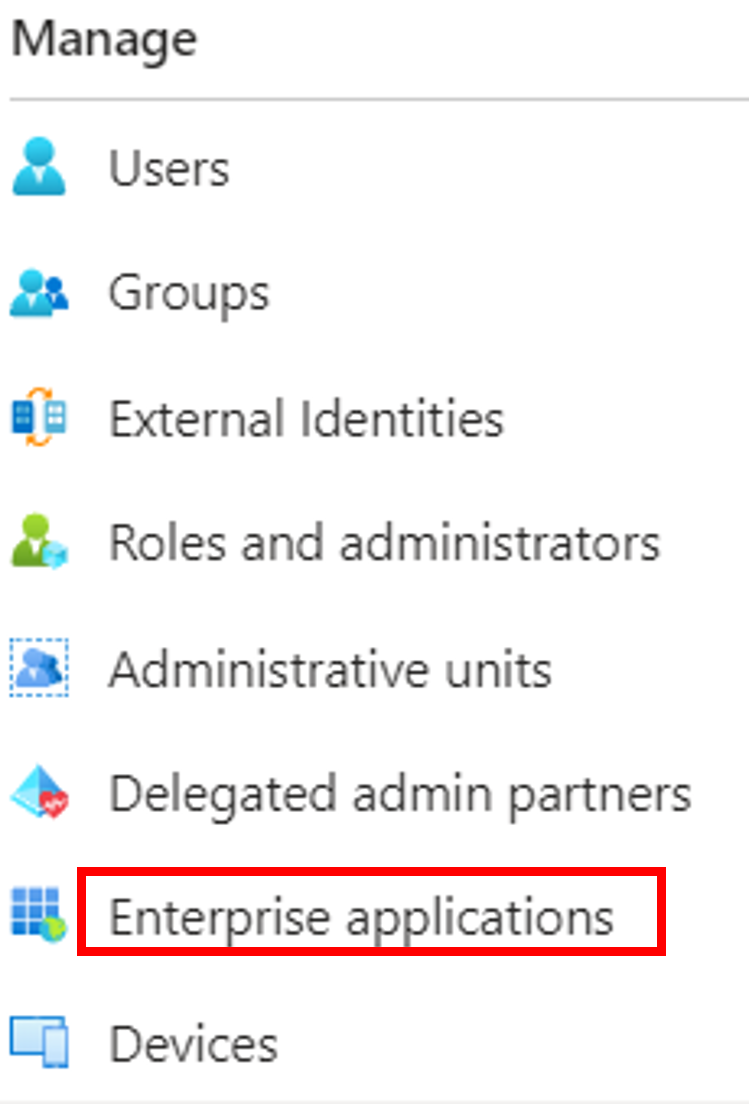 Manage
Users
Groups
External Identities
Roles and administrators
Administrative units
Delegated admin partners
Enterprise applications
Devices